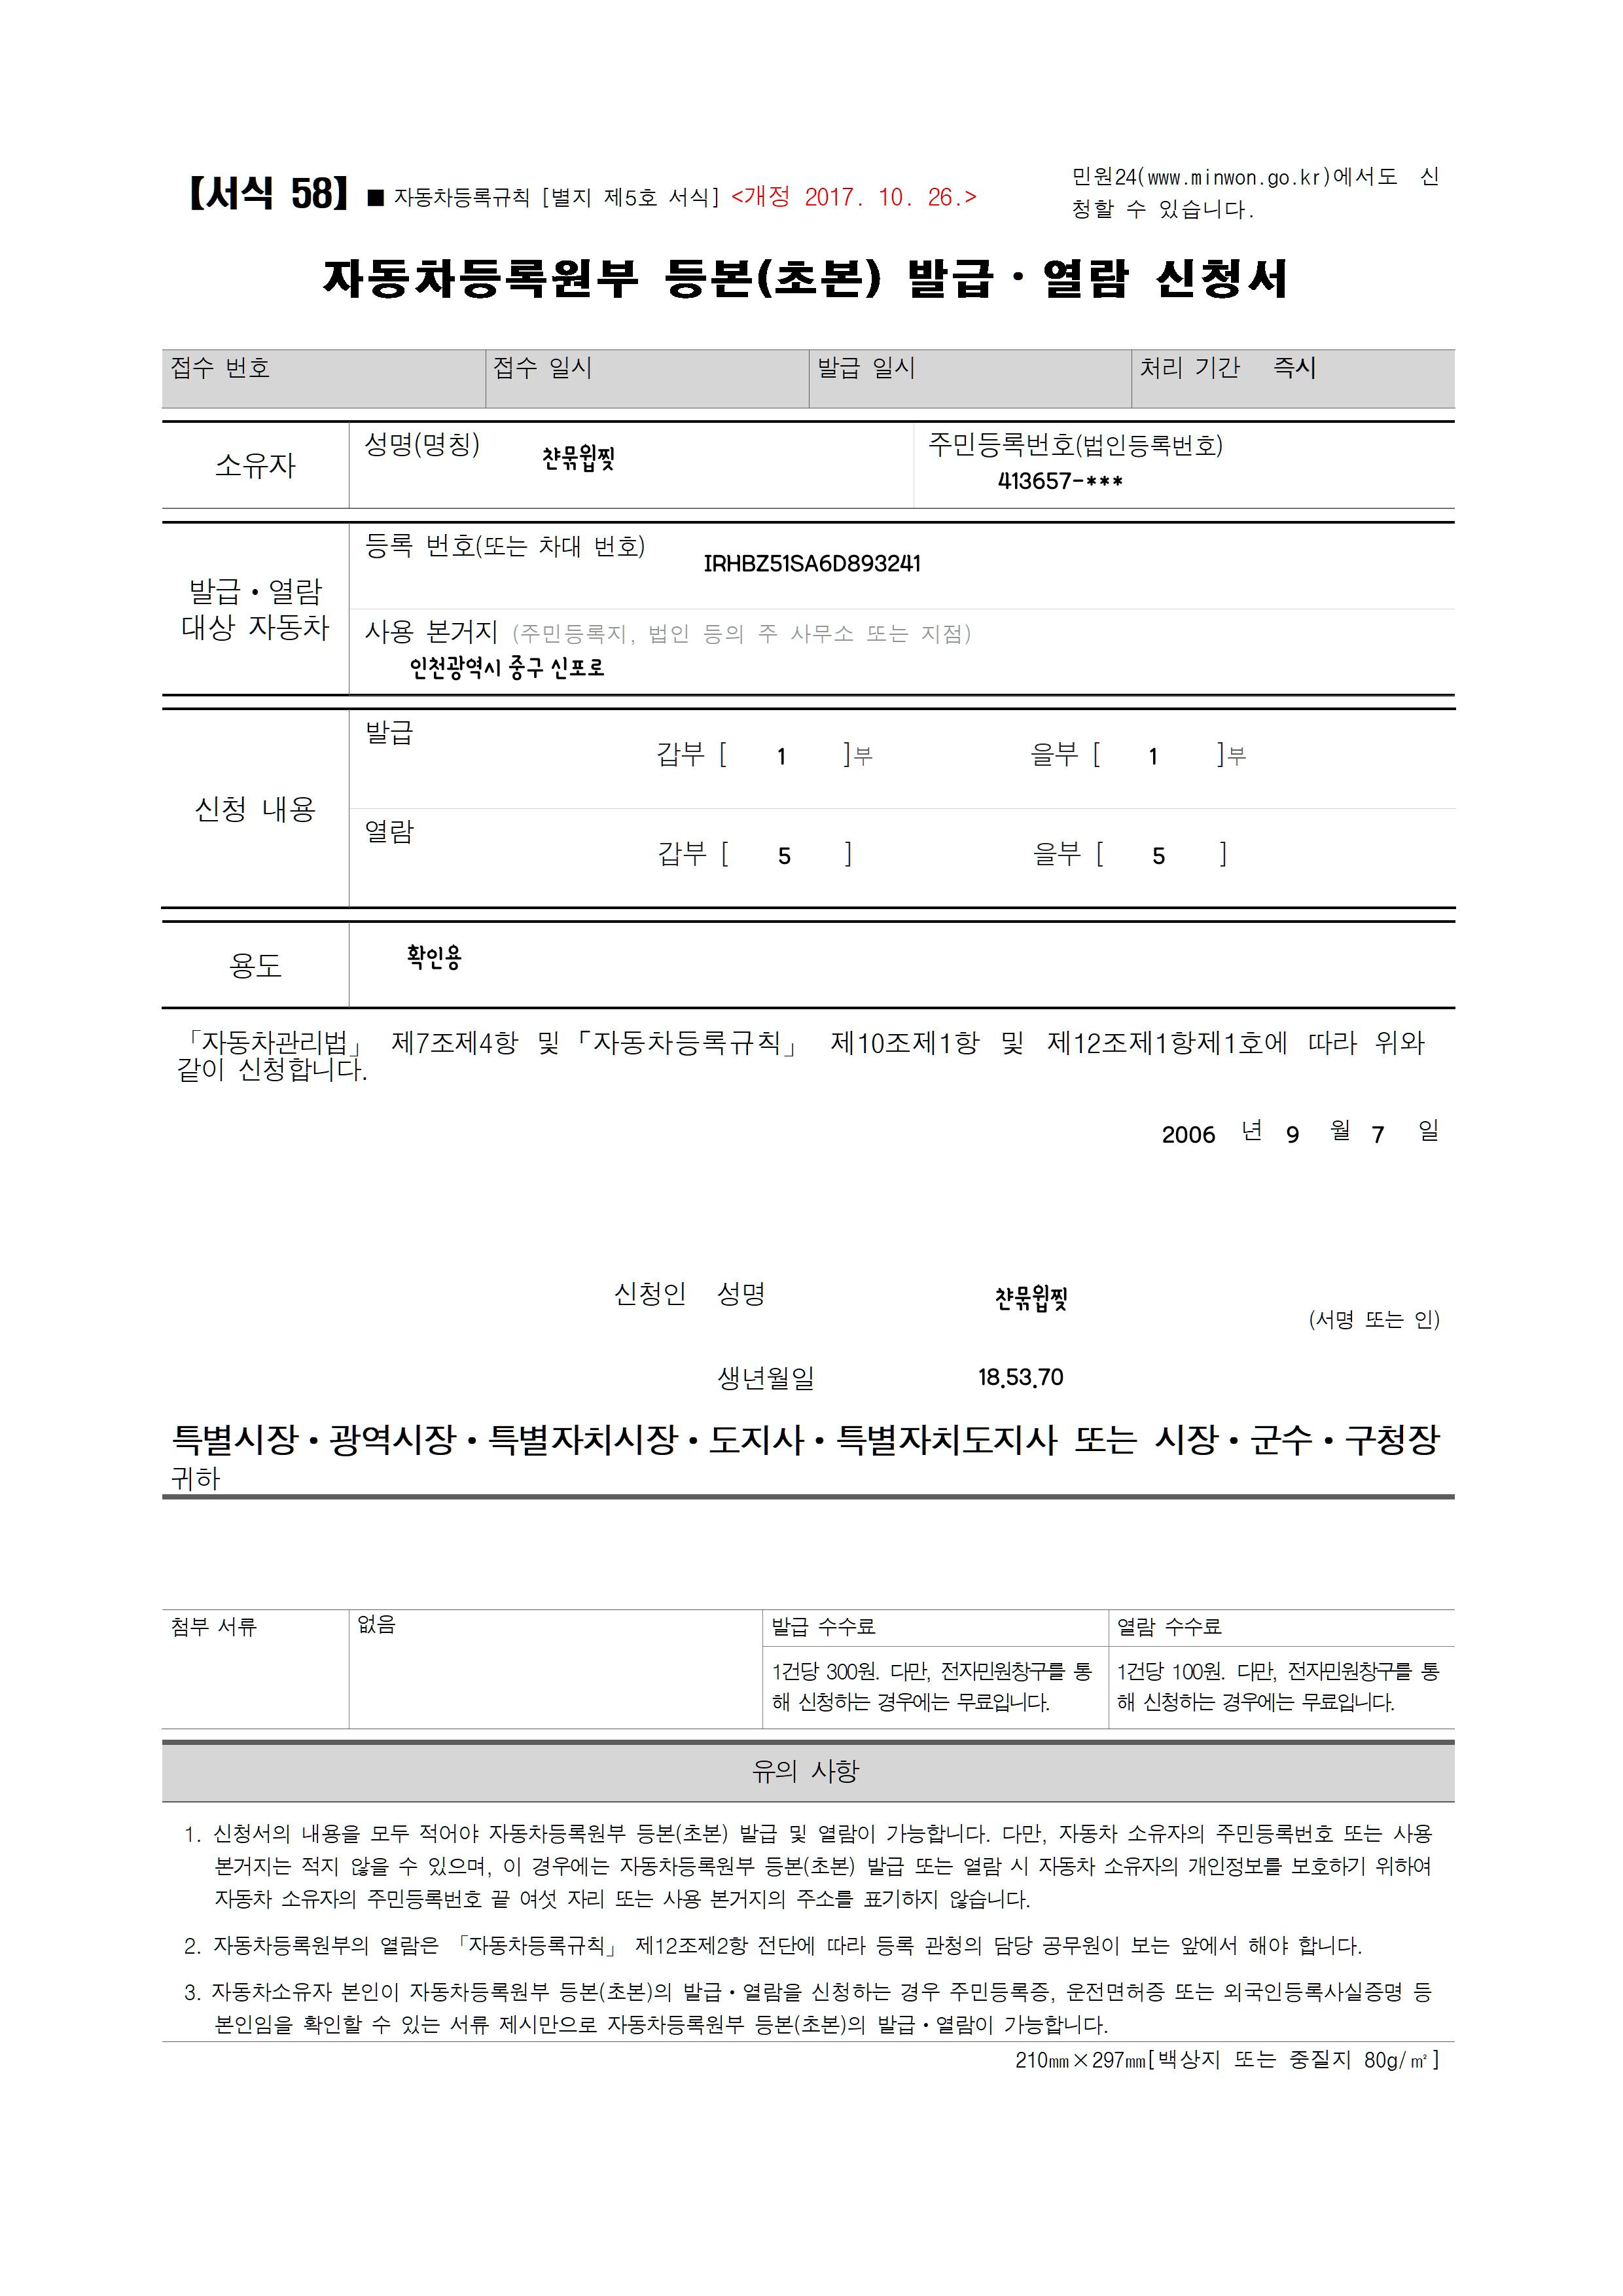 【서식 58】 ■ 자동차등록규칙 [별지 제5호 서식] <개정 2017. 10. 26.>
민원24(www.minwon.go.kr)에서도 신
청할 수 있습니다.
자동차등록원부 등본(초본) 발급·열람 신청서
접수 번호 접수 일시 발급 일시 처리 기간 즉시
소유자
성명(명칭) 챤묶윕찢
주민등록번호(법인등록번호)
413657-***
발급·열람
대상 자동차
등록 번호(또는 차대 번호) IRHBZ51SA6D893241
사용 본거지 (주민등록지, 법인 등의 주 사무소 또는 지점)
인천광역시 중구 신포로
신청 내용
발급
갑부 [ 1 ]부 을부 [ 1 ]부
열람
갑부 [ 5 ] 을부 [ 5 ]
용도 확인용
「자동차관리법」 제7조제4항 및「자동차등록규칙」 제10조제1항 및 제12조제1항제1호에 따라 위와
같이 신청합니다.
2006 년 9 월 7 일
신청인 성명 챤묶윕찢
(서명 또는 인)
생년월일 18.53.70
특별시장·광역시장·특별자치시장·도지사·특별자치도지사 또는 시장·군수·구청장
귀하
첨부 서류 없음 발급 수수료 열람 수수료
1건당 300원. 다만, 전자민원창구를 통
해 신청하는 경우에는 무료입니다.
1건당 100원. 다만, 전자민원창구를 통
해 신청하는 경우에는 무료입니다.
유의 사항
1. 신청서의 내용을 모두 적어야 자동차등록원부 등본(초본) 발급 및 열람이 가능합니다. 다만, 자동차 소유자의 주민등록번호 또는 사용
본거지는 적지 않을 수 있으며, 이 경우에는 자동차등록원부 등본(초본) 발급 또는 열람 시 자동차 소유자의 개인정보를 보호하기 위하여
자동차 소유자의 주민등록번호 끝 여섯 자리 또는 사용 본거지의 주소를 표기하지 않습니다.
2. 자동차등록원부의 열람은 「자동차등록규칙」 제12조제2항 전단에 따라 등록 관청의 담당 공무원이 보는 앞에서 해야 합니다.
3. 자동차소유자 본인이 자동차등록원부 등본(초본)의 발급·열람을 신청하는 경우 주민등록증, 운전면허증 또는 외국인등록사실증명 등
본인임을 확인할 수 있는 서류 제시만으로 자동차등록원부 등본(초본)의 발급·열람이 가능합니다.
210㎜×297㎜[백상지 또는 중질지 80g/㎡]